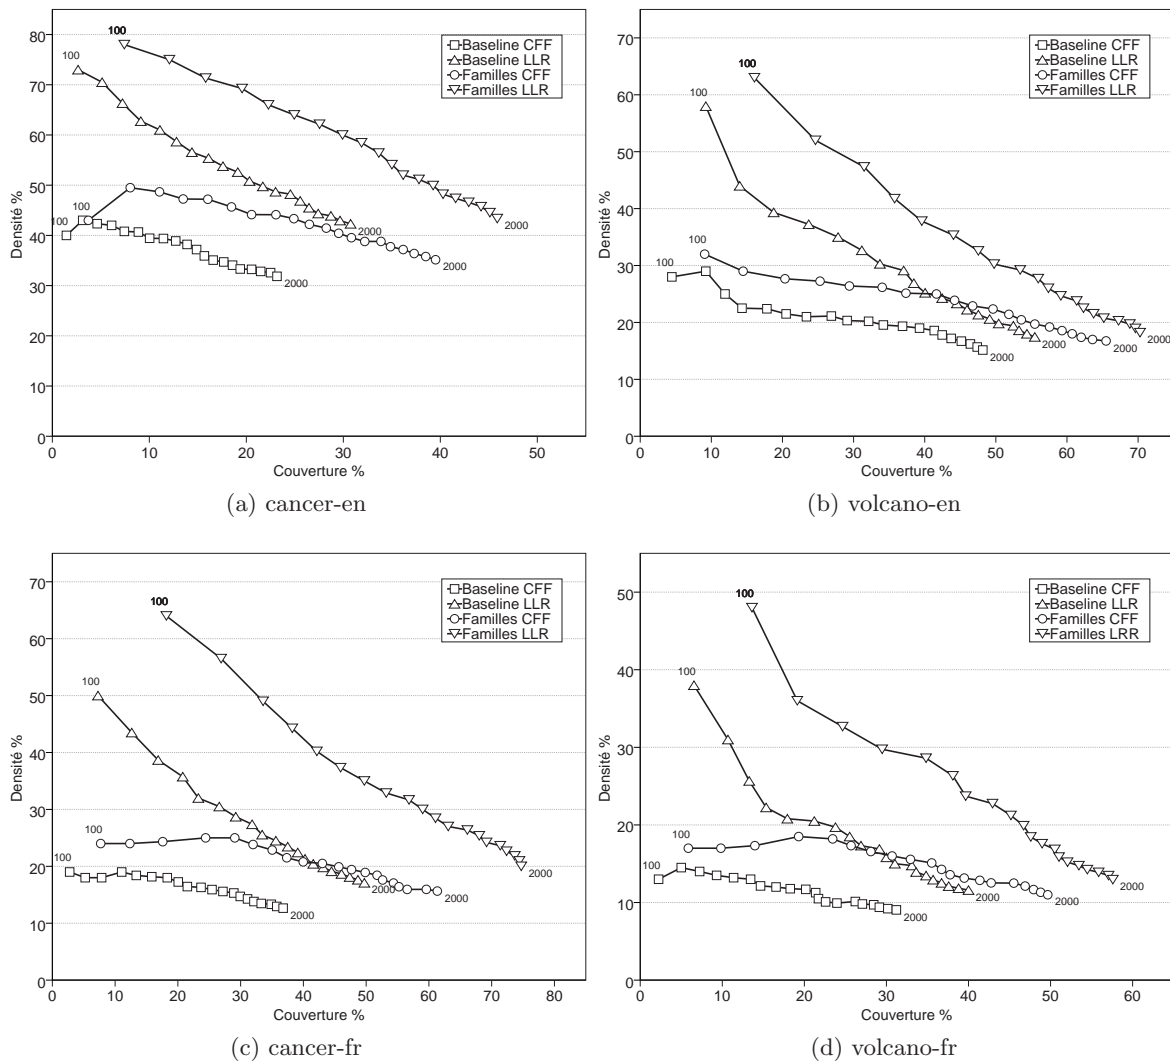 80
70
60
50
40
30
20
10
0
Densité %
100
100
100
100
2000
2000
2000
2000
Baseline CFF
Baseline LLR
Familles CFF
Familles LLR
0 10 20 30 40 50
Couverture %
(a) cancer-en
70
60
50
40
30
20
10
0
Densité %
100
100
100
100
2000
2000
2000
2000
Baseline CFF
Baseline LLR
Familles CFF
Familles LLR
0 10 20 30 40 50 60 70
Couverture %
(b) volcano-en
70
60
50
40
30
20
10
0
Densité %
100
100
100
100
2000
2000
2000
2000
Baseline CFF
Baseline LLR
Familles CFF
Familles LLR
0 10 20 30 40 50 60 70 80
Couverture %
(c) cancer-fr
50
40
30
20
10
0
Densité %
100
100
100
100
2000
2000
2000
2000
Baseline CFF
Baseline LLR
Familles CFF
Familles LRR
0 10 20 30 40 50 60
Couverture %
(d) volcano-fr